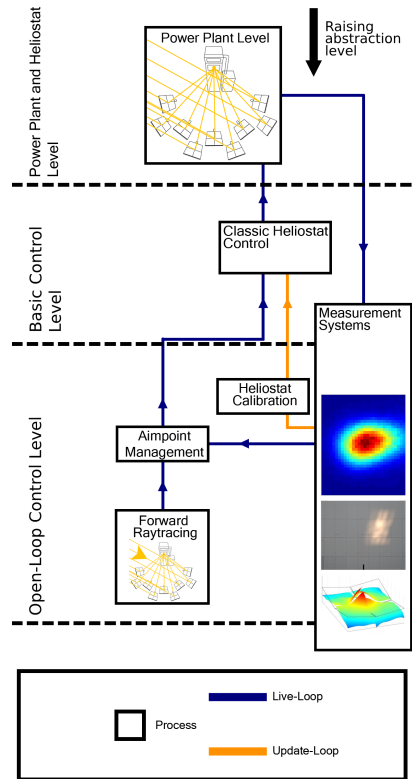 Power Plant Level
Raising
abstraction
level
Power Plant and Heliostat
Level
Classic Heliostat
Control
Basic Control
Level
Measurement
Systems
Heliostat
Calibration
Aimpoint
Management
Open-Loop Control Level
Forward
Raytracing
Live-Loop
Process
Update-Loop